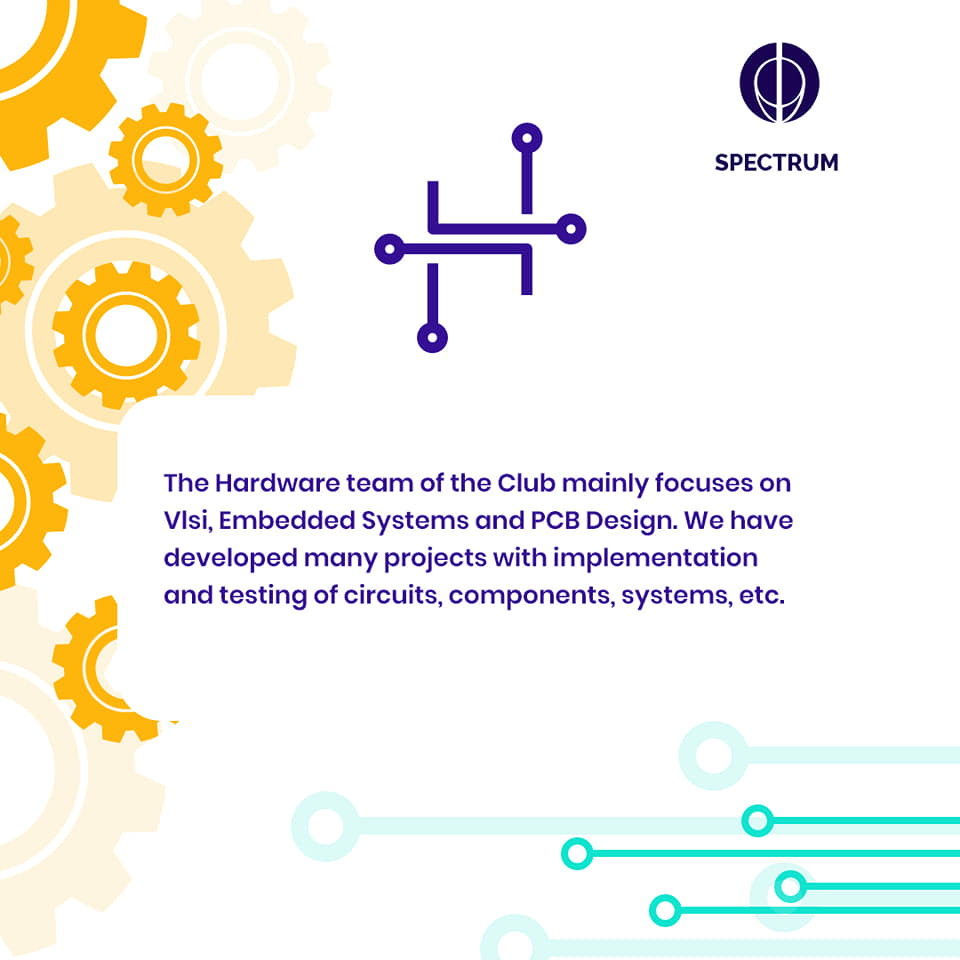 SPECTRUM
The Hardware team of the Club mainly focuses on
Vlsi, Embedded Systems and PCB Design. We have
developed many projects with implementation
and testing of circuits, components, systems, etc.